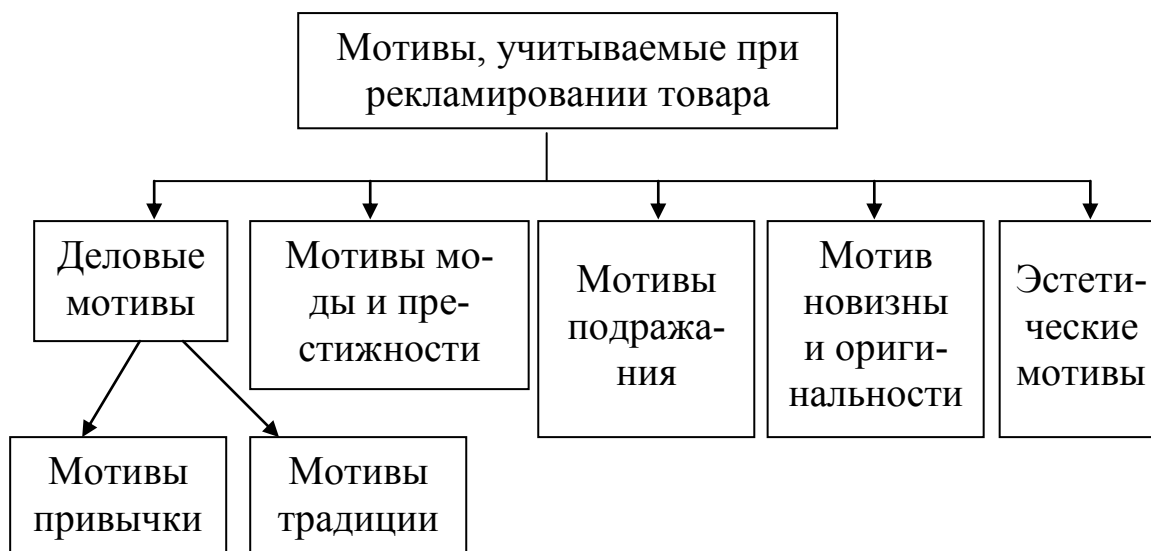 Мотивы, учитываемые при
рекламировании товара
Деловые
мотивы
Мотивы мо-
ды и пре-
стижности
Мотивы
подража-
ния
Мотив
новизны
и ориги-
нальности
Эстети-
ческие
мотивы
Мотивы
привычки
Мотивы
традиции